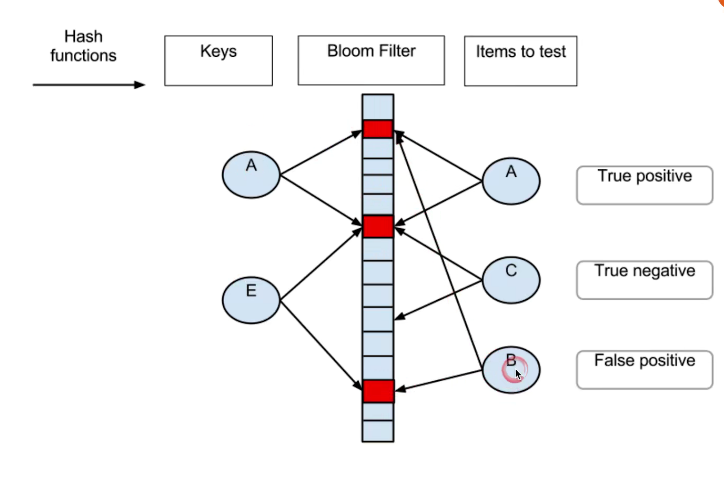 Hash
functions
Keys
Bloom Filter
Items to test
A
A
True positive
C
True negative
E
B
False positive